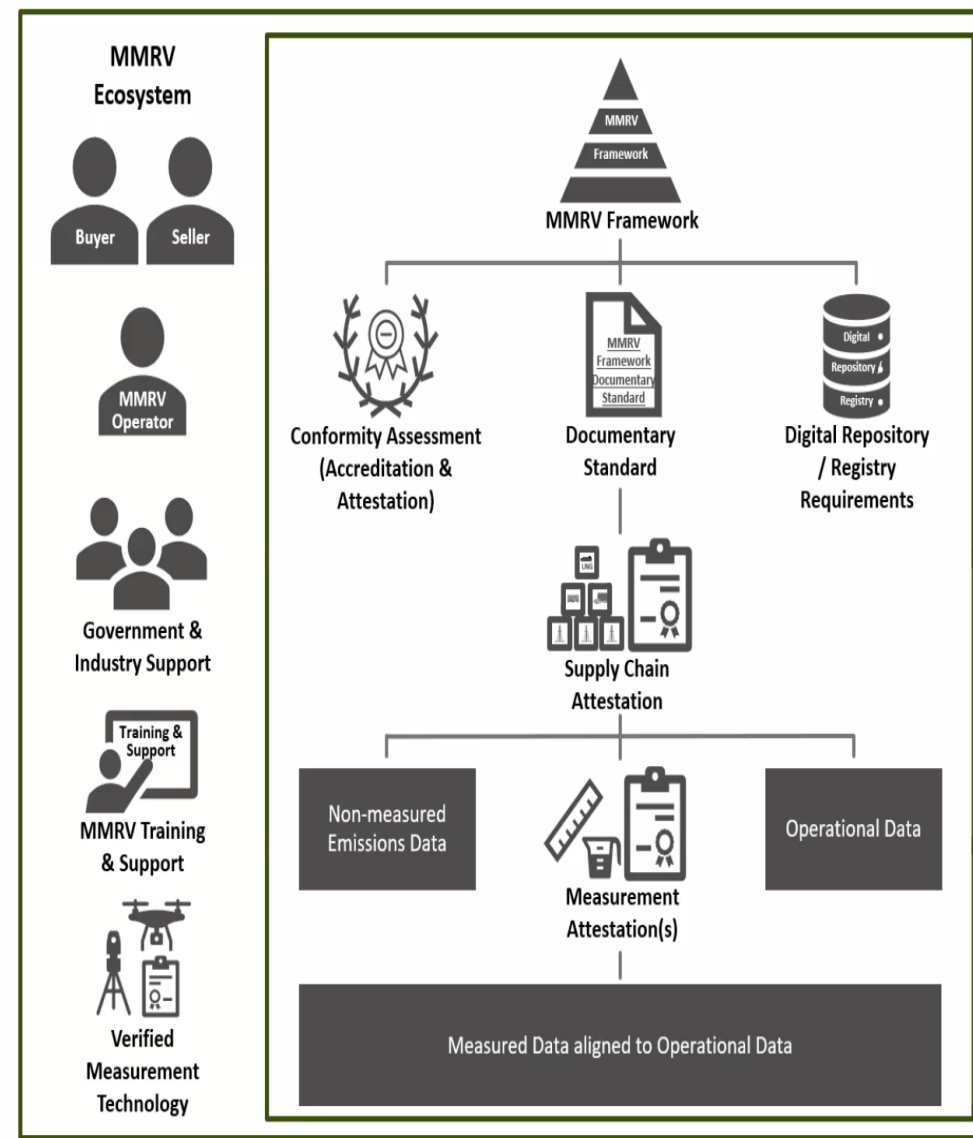 MMRV
Ecosystem
Buyer
Seller
MMRV
Operator
Government &
Industry Support
Training &
Support
MMRV Training
& Support
Verified
Measurement
Technology
MMRV
Framework
MMRV Framework
Conformity Assessment
(Accreditation &
Attestation)
MMRV
Framework
Documentary
Standard
Documentary
Standard
Digital
Repository
Registry
Digital Repository
/ Registry
Requirements
LNG
Supply Chain
Attestation
Non-measured
Emissions Data
Measurement
Attestation(s)
Operational Data
Measured Data aligned to Operational Data